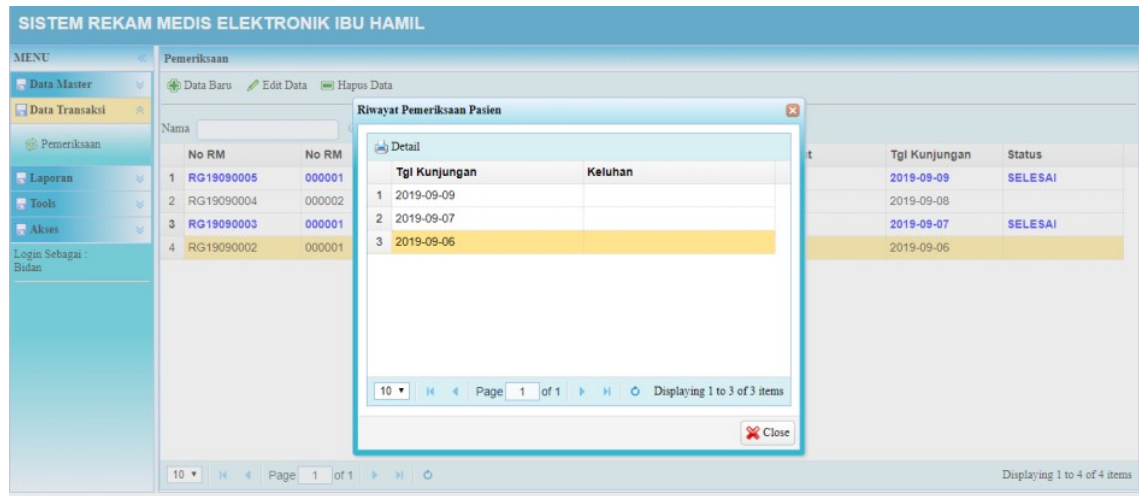 SISTEM REKAM MEDIS ELEKTRONIK IBU HAMIL
MENU
Data Master
Data Transaksi
Pemeriksaan
Laporan
Tools
Akses
Login Sebagai :
Bidan
Pemeriksaan
Data Baru Edit Data Hapus Data
Nama
No RM No RM Tgl Kunjungan Status
1 RG19090005 000001 2019-09-09 SELESAI
2 RG19090004 000002 2019-09-08
3 RG19090003 000001 2019-09-07 SELESAI
4 RG19090002 000001 2019-09-06
10 Page 1 of 1 Displaying 1 to 4 of 4 items
Riwayat Pemeriksaan Pasien
Detail
Tgl Kunjungan Keluhan
1 2019-09-09
2 2019-09-07
3 2019-09-06
10 Page 1 of 1 Displaying 1 to 3 of 3 items
Close